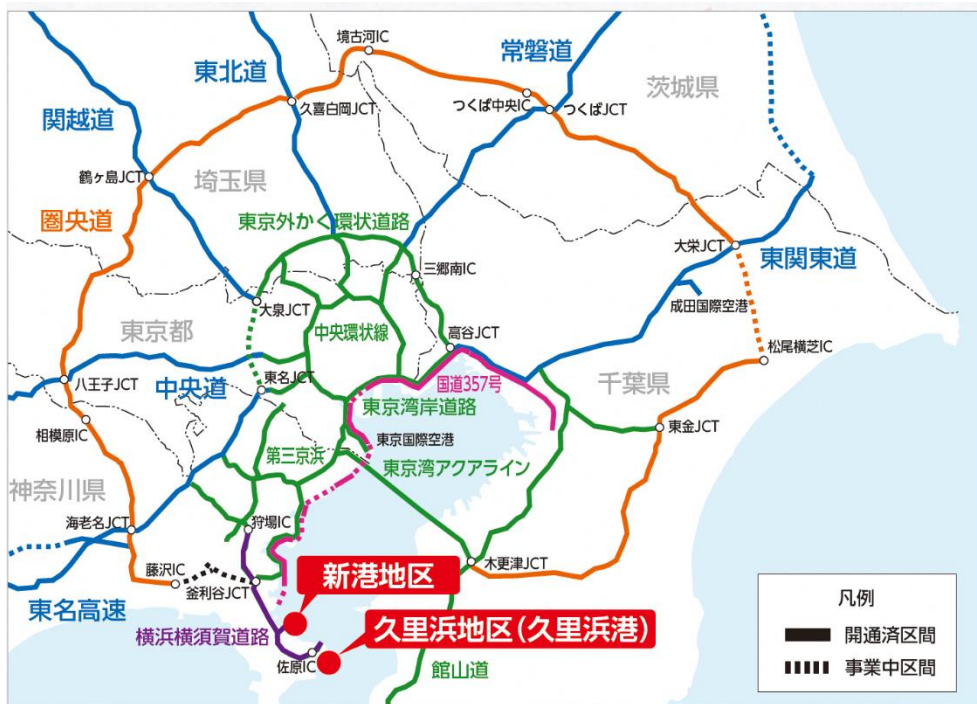 境古河IC
常磐道
東北道
茨城県
つくば中央IC
つくばJCT
久喜白岡JCT
関越道
鶴ヶ島JCT
埼玉県
圏央道
東京外かく環状道路
大栄JCT
三郷南IC
東関東道
大泉JCT
成田国際空港
中央環状線
東京都
高谷JCT
松尾横芝IC
八王子JCT
中央道
東名JCT
国道357号
千葉県
東京湾岸道路
相模原IC
東金JCT
東京国際空港
第三京浜
東京湾アクアライン
神奈川県
海老名JCT
狩場IC
木更津JCT
藤沢IC
釜利谷JCT
新港地区
東名高速
横浜横須賀道路
久里浜地区(久里浜港)
佐原IC
館山道
凡例
開通済区間
事業中区間